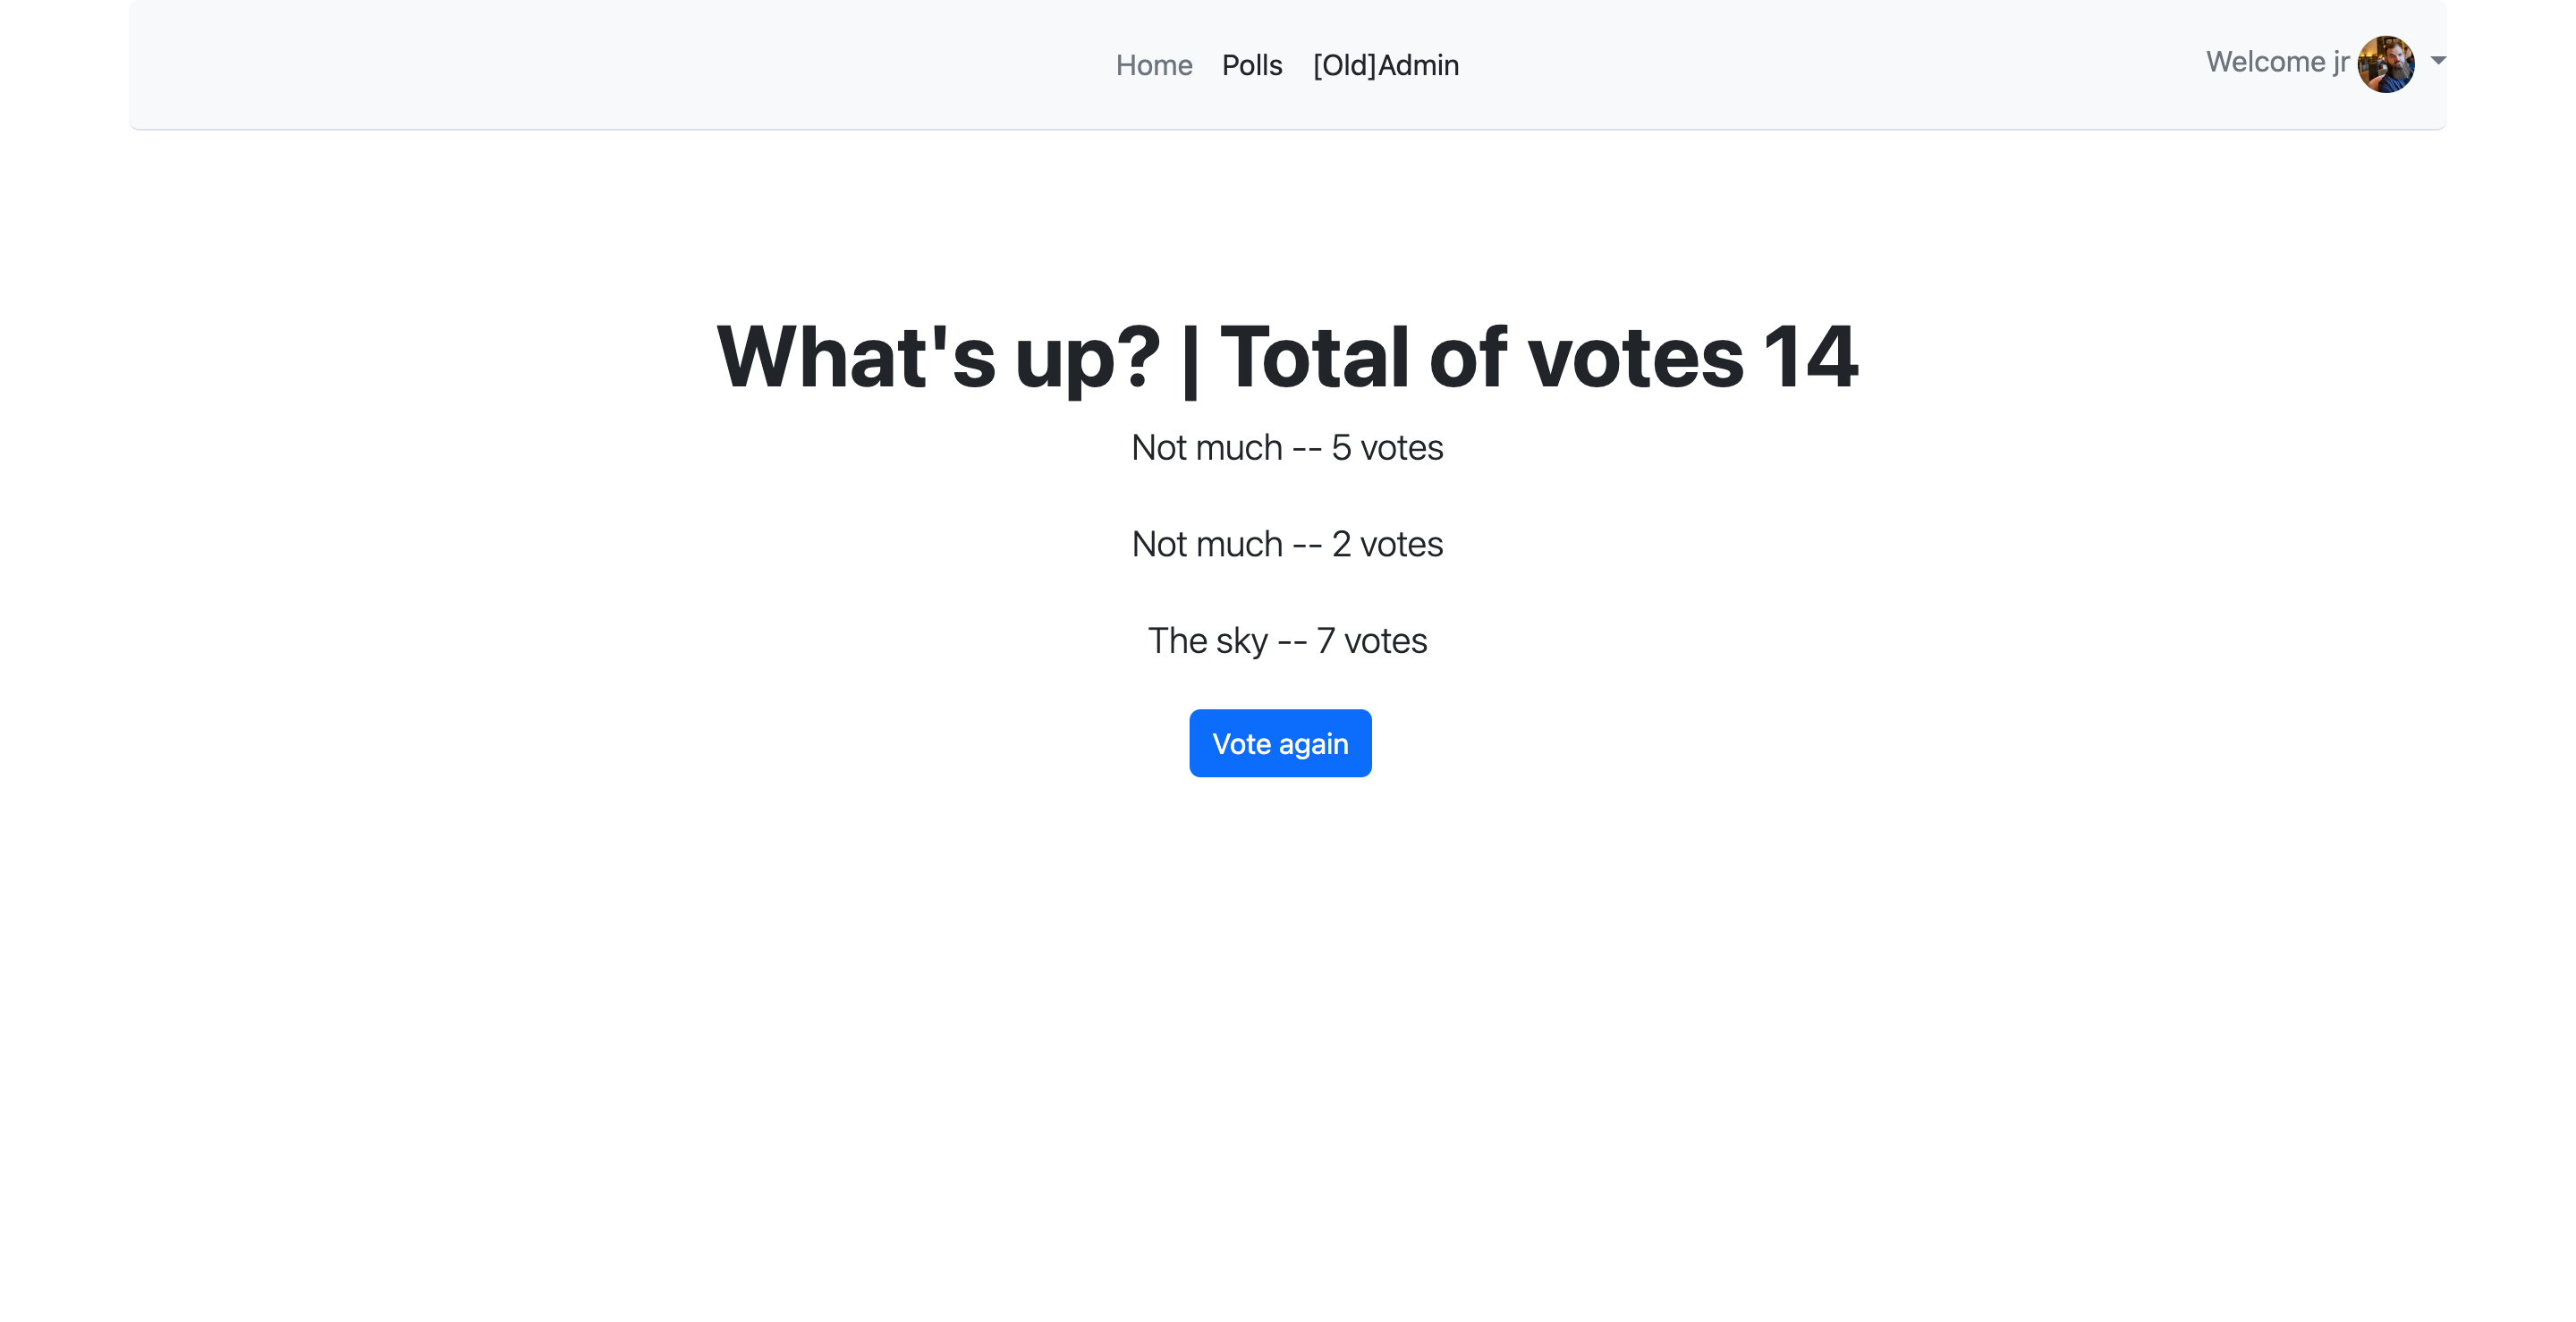 Home Polls [Old]Admin Welcome jr
What's up? | Total of votes 14
Not much -- 5 votes
Not much -- 2 votes
The sky -- 7 votes
Vote again